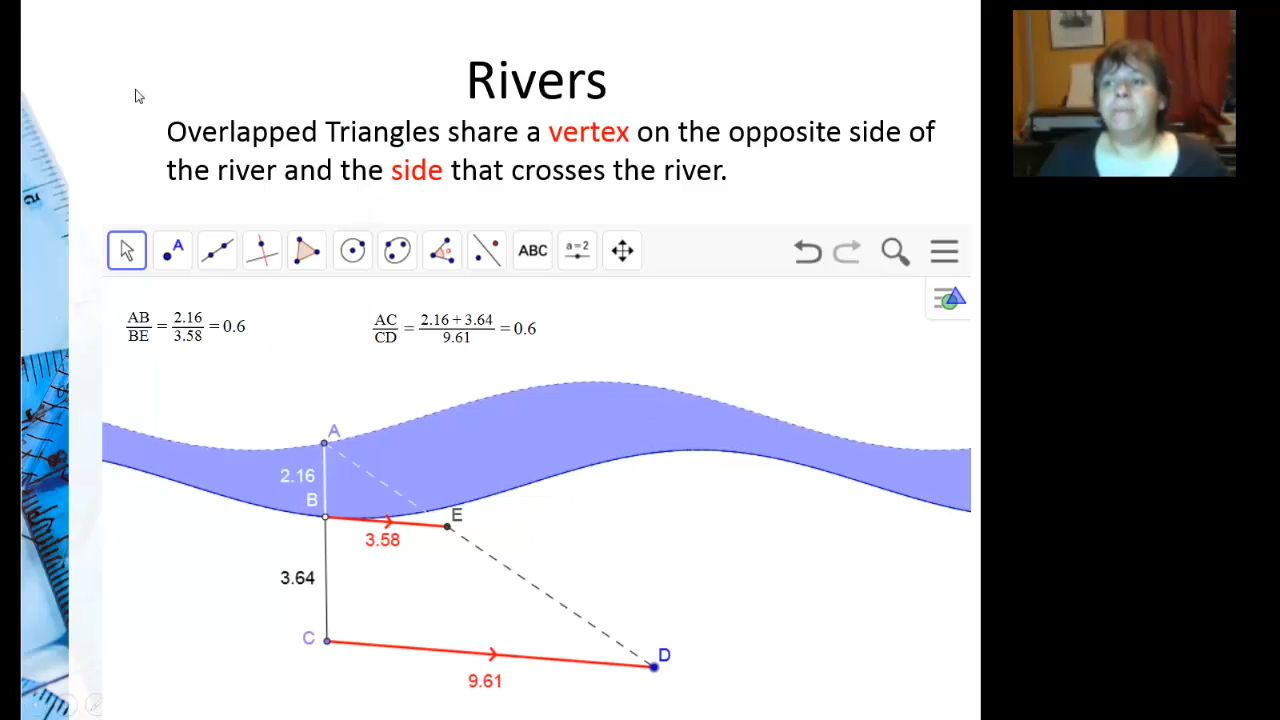 Rivers
Overlapped Triangles share a vertex on the opposite side of
the river and the side that crosses the river.
A
ABC
a=2
AB/BE = 2.16/3.58 = 0.6
AC/CD = 2.16+3.64/9.61 = 0.6
A
2.16
B
E
3.58
3.64
C
D
9.61